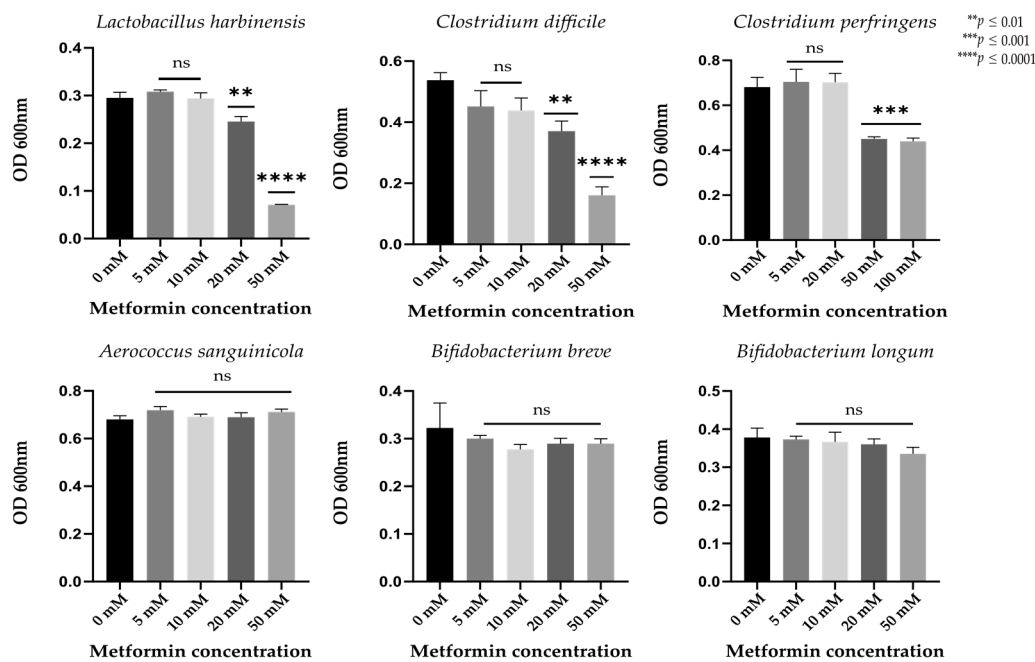 Lactobacillus harbinensis
OD 600nm
0.4
0.3
0.2
0.1
0.0
ns
**
****
0 mM
5 mM
10 mM
20 mM
50 mM
Metformin concentration
Clostridium difficile
OD 600nm
0.6
0.4
0.2
0.0
ns
**
****
0 mM
5 mM
10 mM
20 mM
50 mM
Metformin concentration
Clostridium perfringens
OD 600nm
0.8
0.6
0.4
0.2
0.0
ns
***
0 mM
5 mM
20 mM
50 mM
100 mM
Metformin concentration
**p ≤ 0.01
***p ≤ 0.001
****p ≤ 0.0001
Aerococcus sanguinicola
OD 600nm
0.8
0.6
0.4
0.2
0.0
ns
0 mM
5 mM
10 mM
20 mM
50 mM
Metformin concentration
Bifidobacterium breve
OD 600nm
0.4
0.3
0.2
0.1
0.0
ns
0 mM
5 mM
10 mM
20 mM
50 mM
Metformin concentration
Bifidobacterium longum
OD 600nm
0.5
0.4
0.3
0.2
0.1
0.0
ns
0 mM
5 mM
10 mM
20 mM
50 mM
Metformin concentration